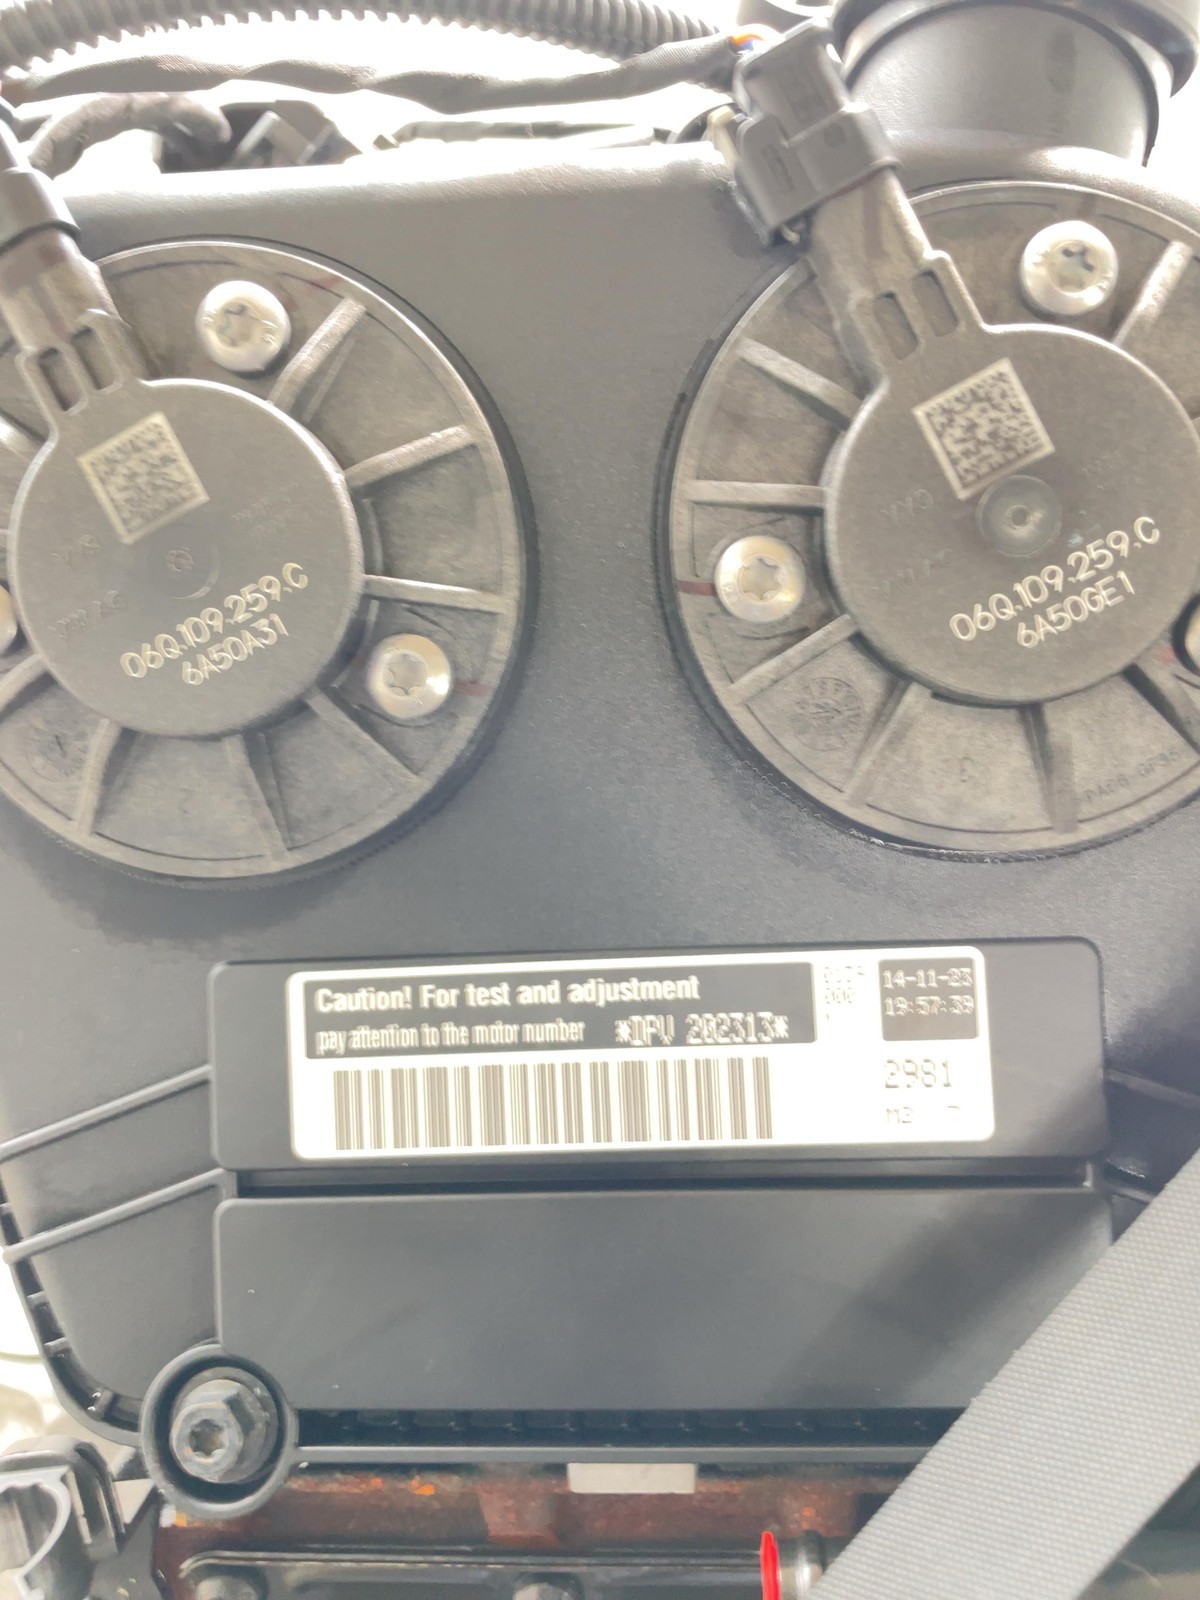 06Q.109.259.C
6A50A31
06Q.109.259.C
6A50GE1
Caution! For test and adjustment
pay attention to the motor number *DPV 202313*
14-11-23
19:57:39
2981